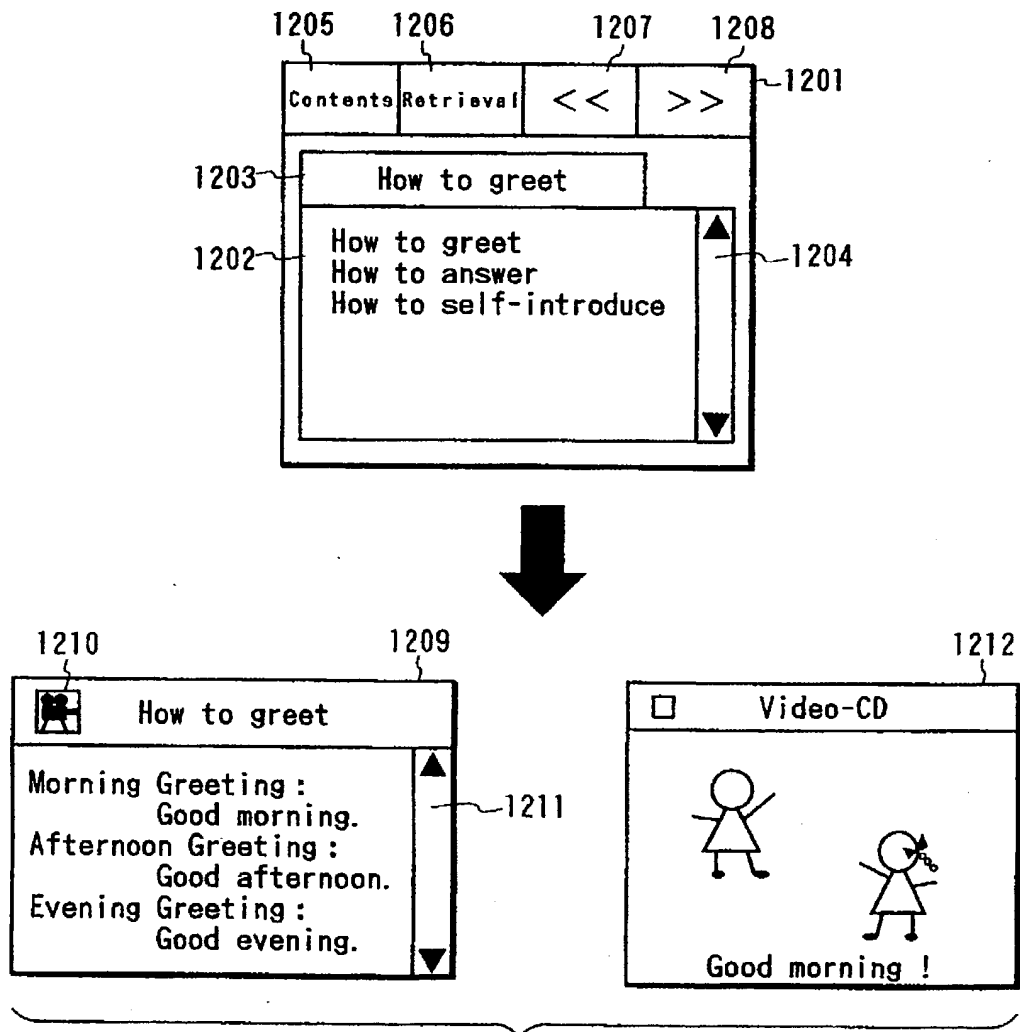 1205 1206 1207 1208
1201
Contents Retrieval << >>
1203 How to greet
1202 How to greet
1204
How to answer
How to self-introduce
1210 1209 1212
How to greet
Video-CD
Morning Greeting :
Good morning.
1211
Afternoon Greeting :
Good afternoon.
Evening Greeting :
Good evening.
Good morning !